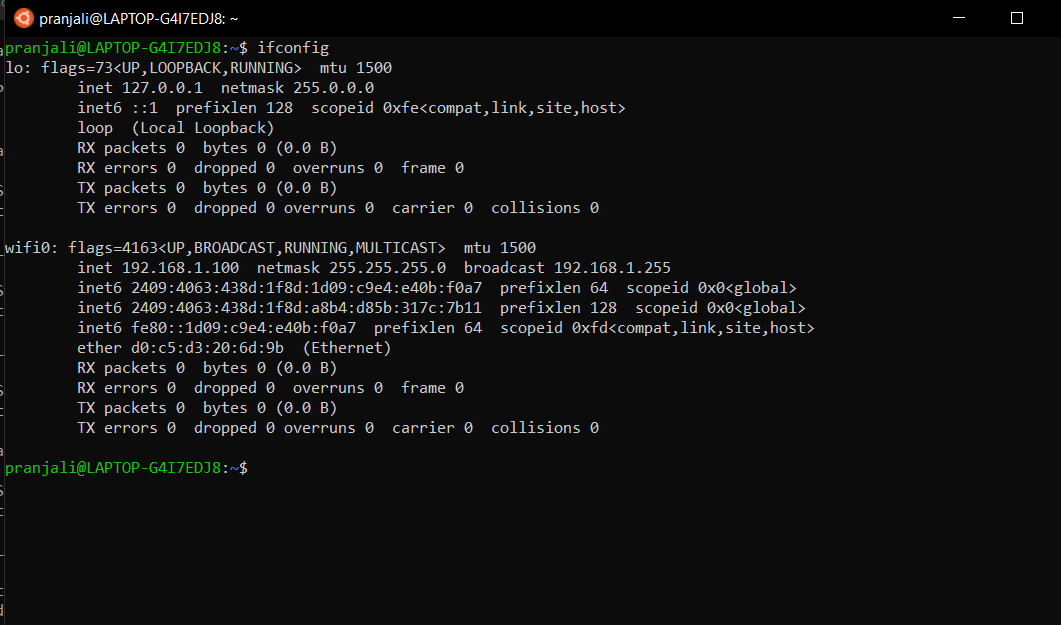 pranjali@LAPTOP-G4I7EDJ8: ~
pranjali@LAPTOP-G4I7EDJ8:~$ ifconfig
lo: flags=73<UP,LOOPBACK,RUNNING>  mtu 1500
        inet 127.0.0.1  netmask 255.0.0.0
        inet6 ::1  prefixlen 128  scopeid 0xfe<compat,link,site,host>
        loop  (Local Loopback)
        RX packets 0  bytes 0 (0.0 B)
        RX errors 0  dropped 0  overruns 0  frame 0
        TX packets 0  bytes 0 (0.0 B)
        TX errors 0  dropped 0 overruns 0  carrier 0  collisions 0

wifi0: flags=4163<UP,BROADCAST,RUNNING,MULTICAST>  mtu 1500
        inet 192.168.1.100  netmask 255.255.255.0  broadcast 192.168.1.255
        inet6 2409:4063:438d:1f8d:1d09:c9e4:e40b:f0a7  prefixlen 64  scopeid 0x0<global>
        inet6 2409:4063:438d:1f8d:a8b4:d85b:317c:7b11  prefixlen 128  scopeid 0x0<global>
        inet6 fe80::1d09:c9e4:e40b:f0a7  prefixlen 64  scopeid 0xfd<compat,link,site,host>
        ether d0:c5:d3:20:6d:9b  (Ethernet)
        RX packets 0  bytes 0 (0.0 B)
        RX errors 0  dropped 0  overruns 0  frame 0
        TX packets 0  bytes 0 (0.0 B)
        TX errors 0  dropped 0 overruns 0  carrier 0  collisions 0

pranjali@LAPTOP-G4I7EDJ8:~$